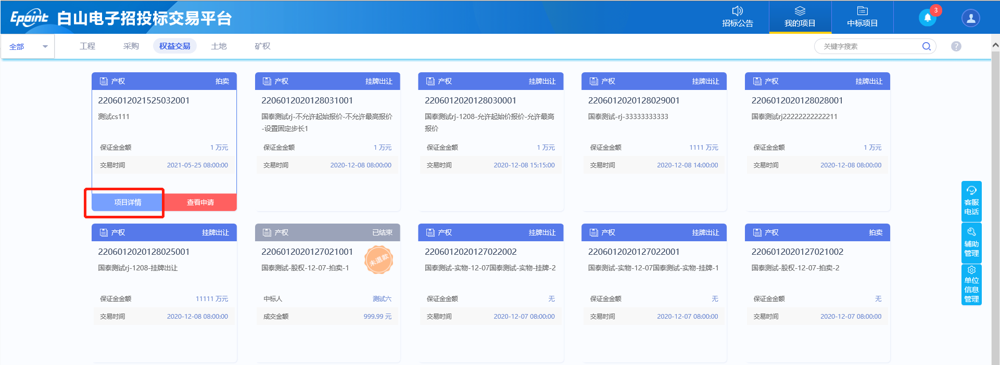 Epoint 白山电子招投标交易平台
招标公告
我的项目
中标项目
3
全部
工程
采购
权益交易
土地
矿权
关键字搜索
?
产权 拍卖
2206012021525032001
测试cs111
保证金金额 1 万元
交易时间 2021-05-25 08:00:00
项目详情
查看申请
产权 挂牌出让
2206012020128031001
国泰测试rj-不允许起始报价-不允许最高报价
-设置固定步长1
保证金金额 1 万元
交易时间 2020-12-08 08:00:00
产权 挂牌出让
2206012020128030001
国泰测试rj-1208-允许起始价报价-允许最高
报价
保证金金额 1 万元
交易时间 2020-12-08 15:15:00
产权 挂牌出让
2206012020128029001
国泰测试-rj-33333333333
保证金金额 1111 万元
交易时间 2020-12-08 14:00:00
产权 挂牌出让
2206012020128028001
国泰测试rj22222222222211
保证金金额 1 万元
交易时间 2020-12-08 08:00:00
产权 挂牌出让
2206012020128025001
国泰测试rj-1208-挂牌出让
保证金金额 11111 万元
交易时间 2020-12-08 08:00:00
产权 已结束
2206012020127021001
未退款
国泰测试-股权-12-07-拍卖-1
中标人 测试六
成交金额 999.99 元
产权 挂牌出让
2206012020127022002
国泰测试-实物-12-07国泰测试-实物-挂牌-2
保证金金额 无
交易时间 2020-12-07 08:00:00
产权 挂牌出让
2206012020127022001
国泰测试-实物-12-07国泰测试-实物-挂牌-1
保证金金额 无
交易时间 2020-12-07 08:00:00
产权 拍卖
2206012020127021002
国泰测试-股权-12-07-拍卖-2
保证金金额 无
交易时间 2020-12-07 08:00:00
客服
电话
辅助
管理
单位
信息
管理